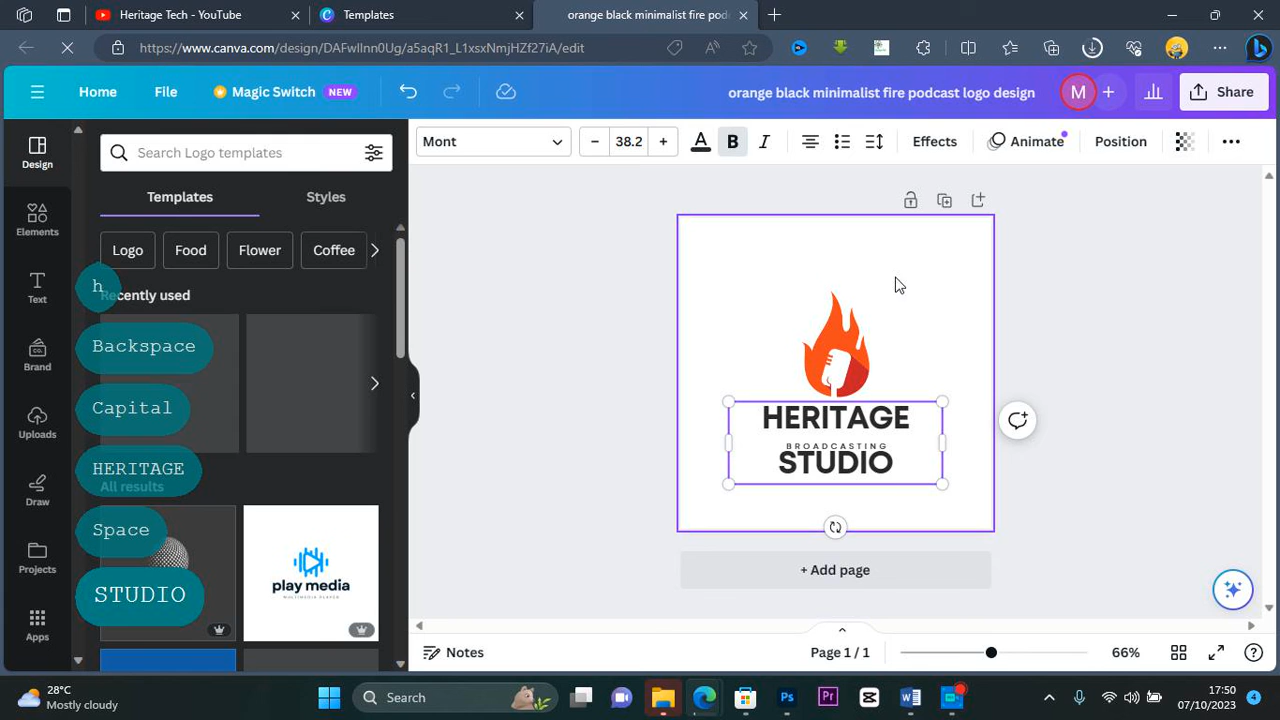 Heritage Tech - YouTube
Templates
orange black minimalist fire pod
https://www.canva.com/design/DAFwIlnn0Ug/a5aqR1_L1xsxNmjHZf27iA/edit
Home
File
Magic Switch NEW
orange black minimalist fire podcast logo design
M
Share
Mont
38.2
A
B
I
Effects
Animate
Position
Design
Elements
Text
Brand
Uploads
Draw
Projects
Apps
Search Logo templates
Templates
Styles
Logo
Food
Flower
Coffee
Recently used
All results
h
Backspace
Capital
HERITAGE
Space
STUDIO
play media
MULTIMEDIA PLAYER
HERITAGE
BROADCASTING
STUDIO
+ Add page
Notes
Page 1 / 1
66%
28°C
Mostly cloudy
Search
17:50
07/10/2023